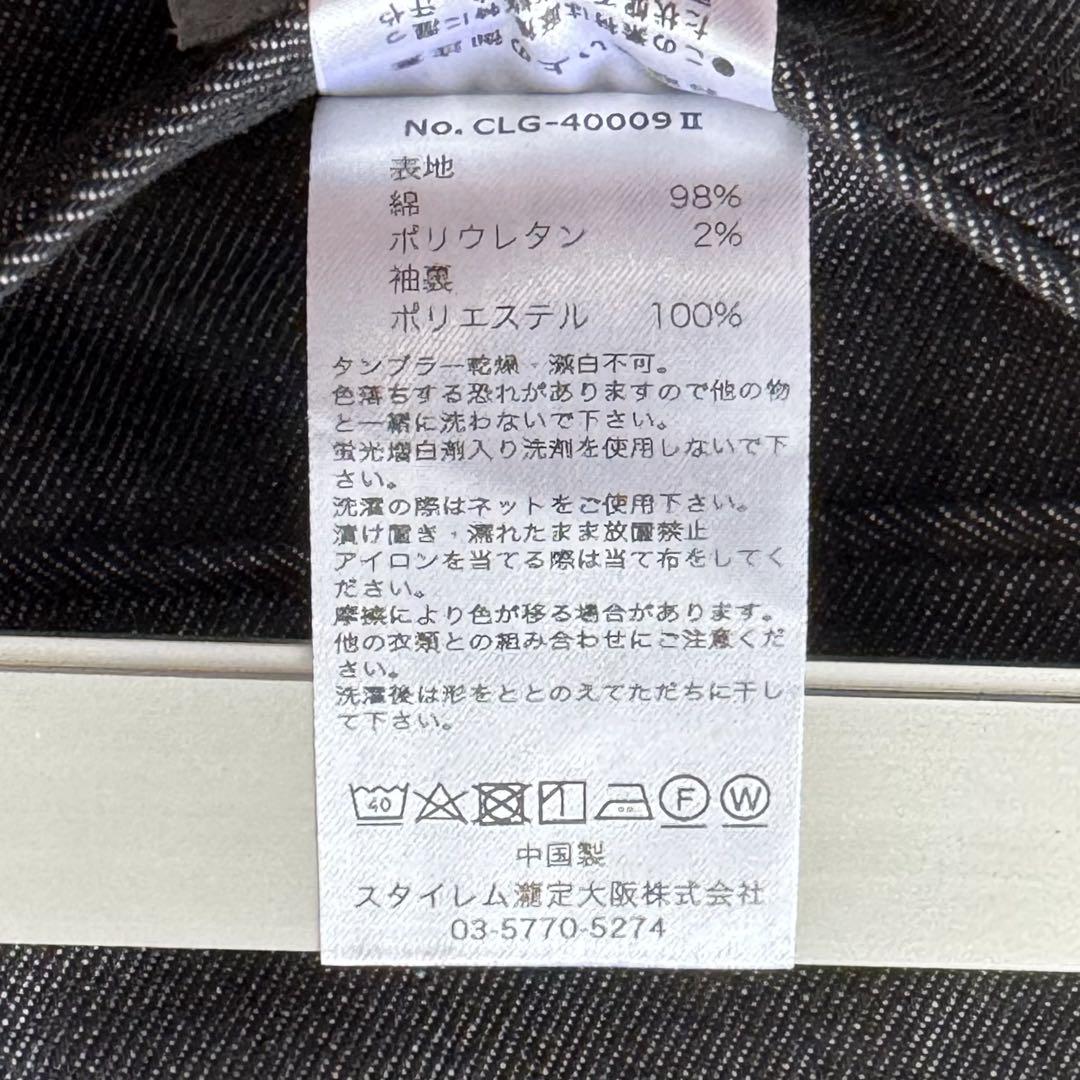 No. CLG-40009Ⅱ
表地
綿 98%
ポリウレタン 2%
袖裏
ポリエステル 100%
タンブラー乾燥・漂白不可。
色落ちする恐れがありますので他の物
と一緒に洗わないで下さい。
蛍光増白剤入り洗剤を使用しないで下
さい。
洗濯の際はネットをご使用下さい。
漬け置き・濡れたまま放置禁止
アイロンを当てる際は当て布をしてく
ださい。
摩擦により色が移る場合があります。
他の衣類との組み合わせにご注意くだ
さい。
洗濯後は形をととのえてただちに干し
て下さい。
40 F W
中国製
スタイレム瀧定大阪株式会社
03-5770-5274